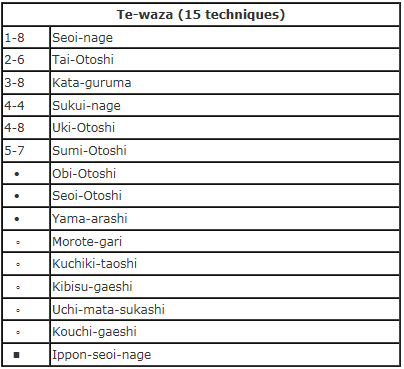 Te-waza (15 techniques)
1-8 Seoi-nage
2-6 Tai-Otoshi
3-8 Kata-guruma
4-4 Sukui-nage
4-8 Uki-Otoshi
5-7 Sumi-Otoshi
• Obi-Otoshi
• Seoi-Otoshi
• Yama-arashi
◦ Morote-gari
◦ Kuchiki-taoshi
◦ Kibisu-gaeshi
◦ Uchi-mata-sukashi
◦ Kouchi-gaeshi
▪ Ippon-seoi-nage